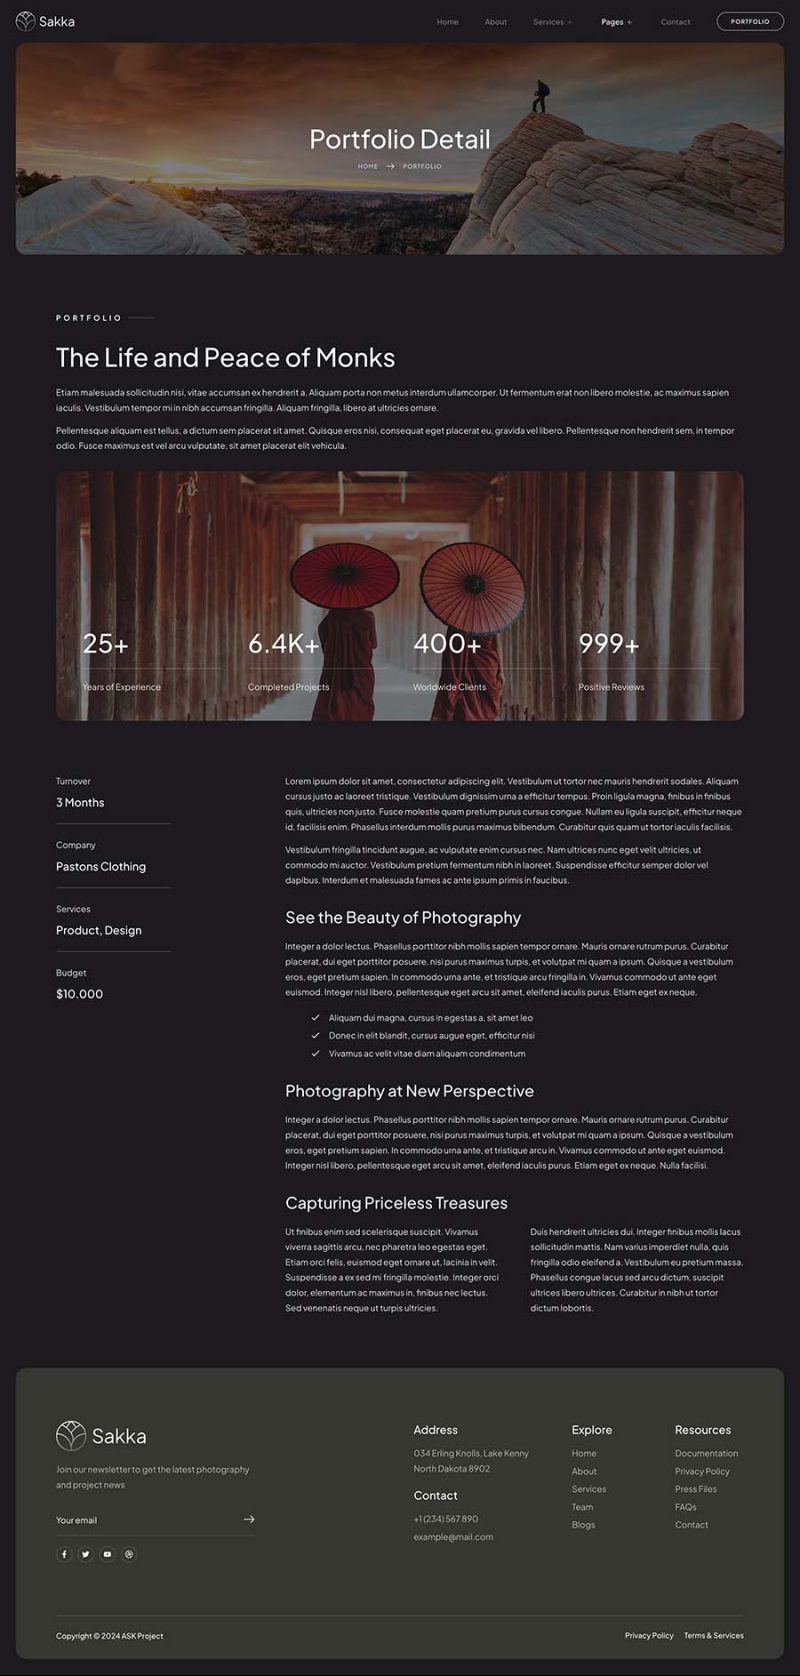 Sakka
Home About Services + Pages + Contact PORTFOLIO
Portfolio Detail
HOME → PORTFOLIO
PORTFOLIO
The Life and Peace of Monks
Etiam malesuada sollicitudin nisi, vitae accumsan ex hendrerit a. Aliquam porta non metus interdum ullamcorper. Ut fermentum erat non libero molestie, ac maximus sapien
iaculis. Vestibulum tempor mi in nibh accumsan fringilla. Aliquam fringilla, libero at ultricies ornare.
Pellentesque aliquam est tellus, a dictum sem placerat sit amet. Quisque eros nisi, consequat eget placerat eu, gravida vel libero. Pellentesque non hendrerit sem, in tempor
odio. Fusce maximus est vel arcu vulputate, sit amet placerat elit vehicula.
25+ 6.4K+ 400+ 999+
Years of Experience Completed Projects Worldwide Clients Positive Reviews
Turnover
3 Months
Company
Pastons Clothing
Services
Product, Design
Budget
$10.000
Lorem ipsum dolor sit amet, consectetur adipiscing elit. Vestibulum ut tortor nec mauris hendrerit sodales. Aliquam
cursus justo ac laoreet tristique. Vestibulum dignissim urna a efficitur tempus. Proin ligula magna, finibus in finibus
quis, ultricies non justo. Fusce molestie quam pretium purus cursus congue. Nullam eu ligula suscipit, efficitur neque
id, facilisis enim. Phasellus interdum mollis purus maximus bibendum. Curabitur quis quam ut tortor iaculis facilisis.
Vestibulum fringilla tincidunt augue, ac vulputate enim cursus nec. Nam ultrices nunc eget velit ultricies, ut
commodo mi auctor. Vestibulum pretium fermentum nibh in laoreet. Suspendisse efficitur semper dolor vel
dapibus. Interdum et malesuada fames ac ante ipsum primis in faucibus.
See the Beauty of Photography
Integer a dolor lectus. Phasellus porttitor nibh mollis sapien tempor ornare. Mauris ornare rutrum purus. Curabitur
placerat, dui eget porttitor posuere, nisi purus maximus turpis, et volutpat mi quam a ipsum. Quisque a vestibulum
eros, eget pretium sapien. In commodo urna ante, et tristique arcu fringilla in. Vivamus commodo ut ante eget
euismod. Integer nisl libero, pellentesque eget arcu sit amet, eleifend iaculis purus. Etiam eget ex neque.
Aliquam dui magna, cursus in egestas a, sit amet leo
Donec in elit blandit, cursus augue eget, efficitur nisi
Vivamus ac velit vitae diam aliquam condimentum
Photography at New Perspective
Integer a dolor lectus. Phasellus porttitor nibh mollis sapien tempor ornare. Mauris ornare rutrum purus. Curabitur
placerat, dui eget porttitor posuere, nisi purus maximus turpis, et volutpat mi quam a ipsum. Quisque a vestibulum
eros, eget pretium sapien. In commodo urna ante, et tristique arcu in. Vivamus commodo ut ante eget euismod.
Integer nisl libero, pellentesque eget arcu sit amet, eleifend iaculis purus. Etiam eget ex neque. Nulla facilisi.
Capturing Priceless Treasures
Ut finibus enim sed scelerisque suscipit. Vivamus
viverra sagittis arcu, nec pharetra leo egestas eget.
Etiam orci felis, euismod eget ornare ut, lacinia in velit.
Suspendisse a ex sed mi fringilla molestie. Integer orci
dolor, elementum ac maximus in, finibus nec lectus.
Sed venenatis neque ut turpis ultricies.
Duis hendrerit ultricies dui. Integer finibus mollis lacus
sollicitudin mattis. Nam varius imperdiet nulla, quis
fringilla odio eleifend a. Vestibulum eu pretium massa.
Phasellus congue lacus sed arcu dictum, suscipit
ultrices libero ultrices. Curabitur in nibh ut tortor
dictum lobortis.
Sakka
Join our newsletter to get the latest photography
and project news
Your email →
Address
034 Erling Knolls, Lake Kenny
North Dakota 8902
Contact
+1 (234) 567 890
example@mail.com
Explore
Home
About
Services
Team
Blogs
Resources
Documentation
Privacy Policy
Press Files
FAQs
Contact
Copyright © 2024 ASK Project
Privacy Policy Terms & Services